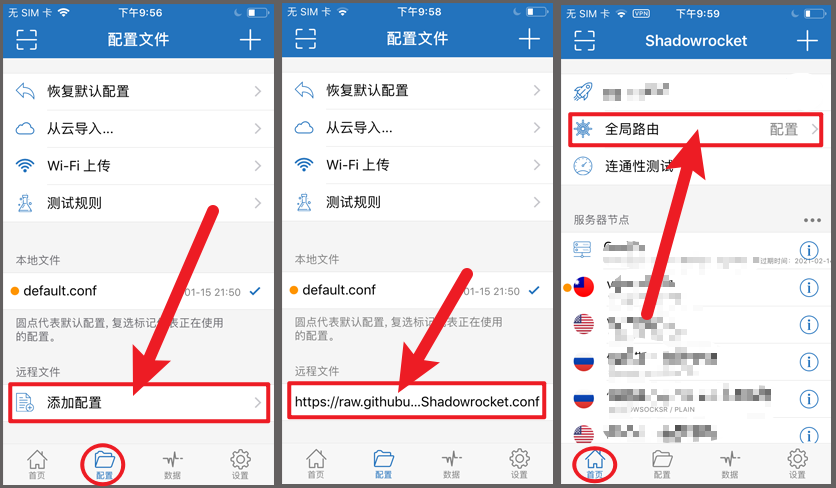 无 SIM 卡
下午9:56
配置文件
恢复默认配置
从云导入...
Wi-Fi 上传
测试规则
本地文件
default.conf
01-15 21:50
圆点代表默认配置, 复选标记代表正在使用
的配置。
远程文件
添加配置
首页
配置
数据
设置
无 SIM 卡
下午9:58
配置文件
恢复默认配置
从云导入...
Wi-Fi 上传
测试规则
本地文件
default.conf
01-15 21:50
圆点代表默认配置, 复选标记代表正在使用
的配置。
远程文件
https://raw.githubu...Shadowrocket.conf
首页
配置
数据
设置
无 SIM 卡
VPN
下午9:59
Shadowrocket
全局路由
配置
连通性测试
服务器节点
过期时间: 2021-02-14
OWSOCKSR / PLAIN
首页
配置
数据
设置